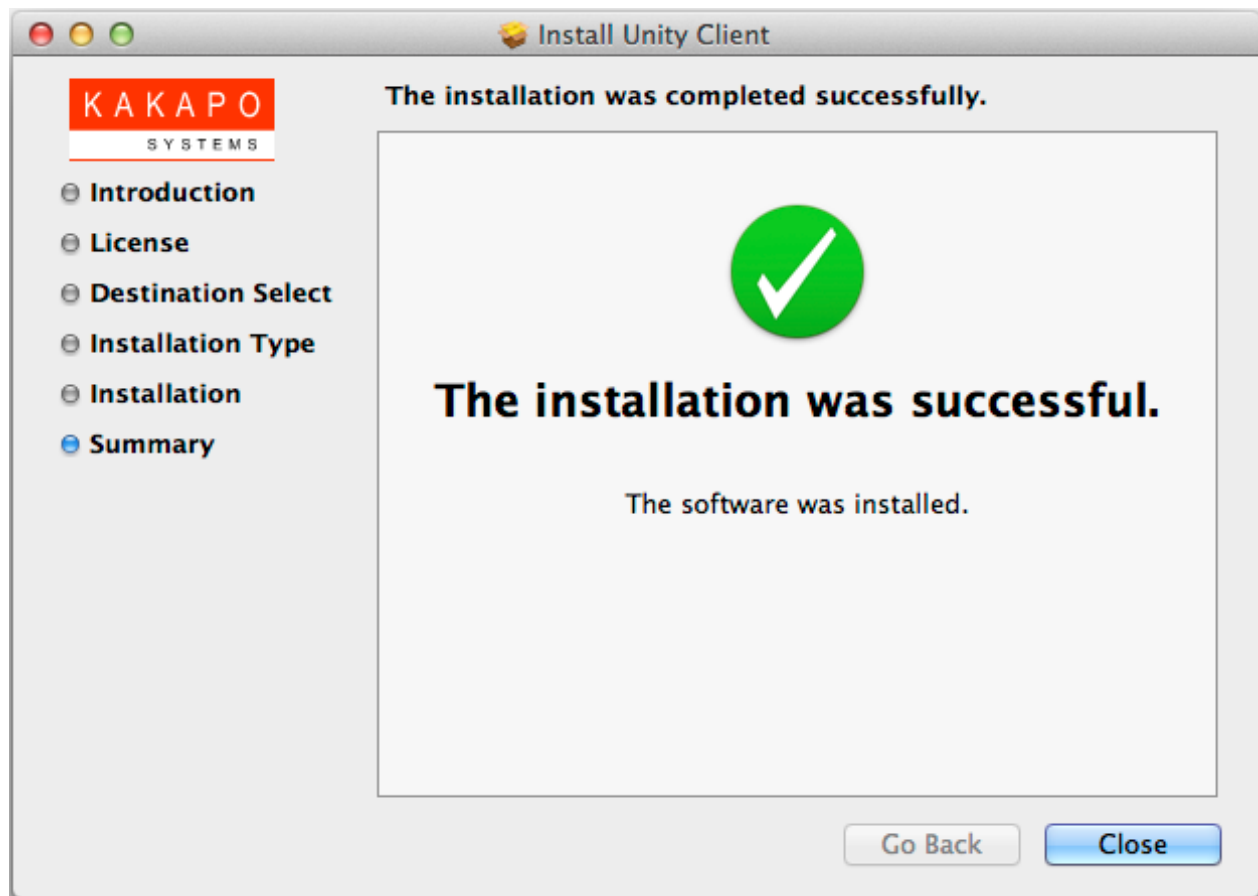 Install Unity Client
KAKAPO
SYSTEMS
The installation was completed successfully.
Introduction
License
Destination Select
Installation Type
Installation
Summary
The installation was successful.
The software was installed.
Go Back
Close